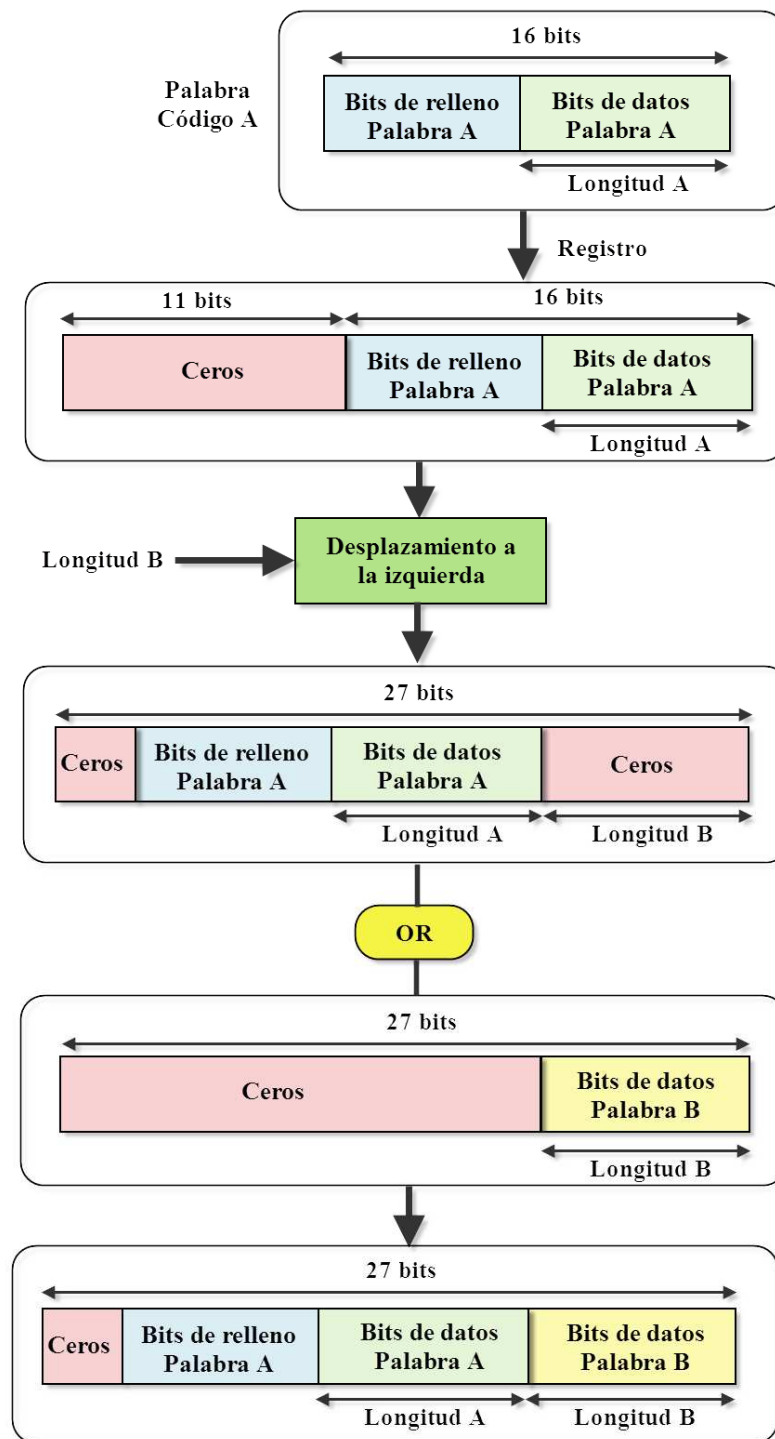 16 bits
Palabra
Código A
Bits de relleno
Palabra A
Bits de datos
Palabra A
Longitud A
Registro
11 bits
16 bits
Ceros
Bits de relleno
Palabra A
Bits de datos
Palabra A
Longitud A
Longitud B
Desplazamiento a
la izquierda
27 bits
Ceros
Bits de relleno
Palabra A
Bits de datos
Palabra A
Ceros
Longitud A
Longitud B
OR
27 bits
Ceros
Bits de datos
Palabra B
Longitud B
27 bits
Ceros
Bits de relleno
Palabra A
Bits de datos
Palabra A
Bits de datos
Palabra B
Longitud A
Longitud B